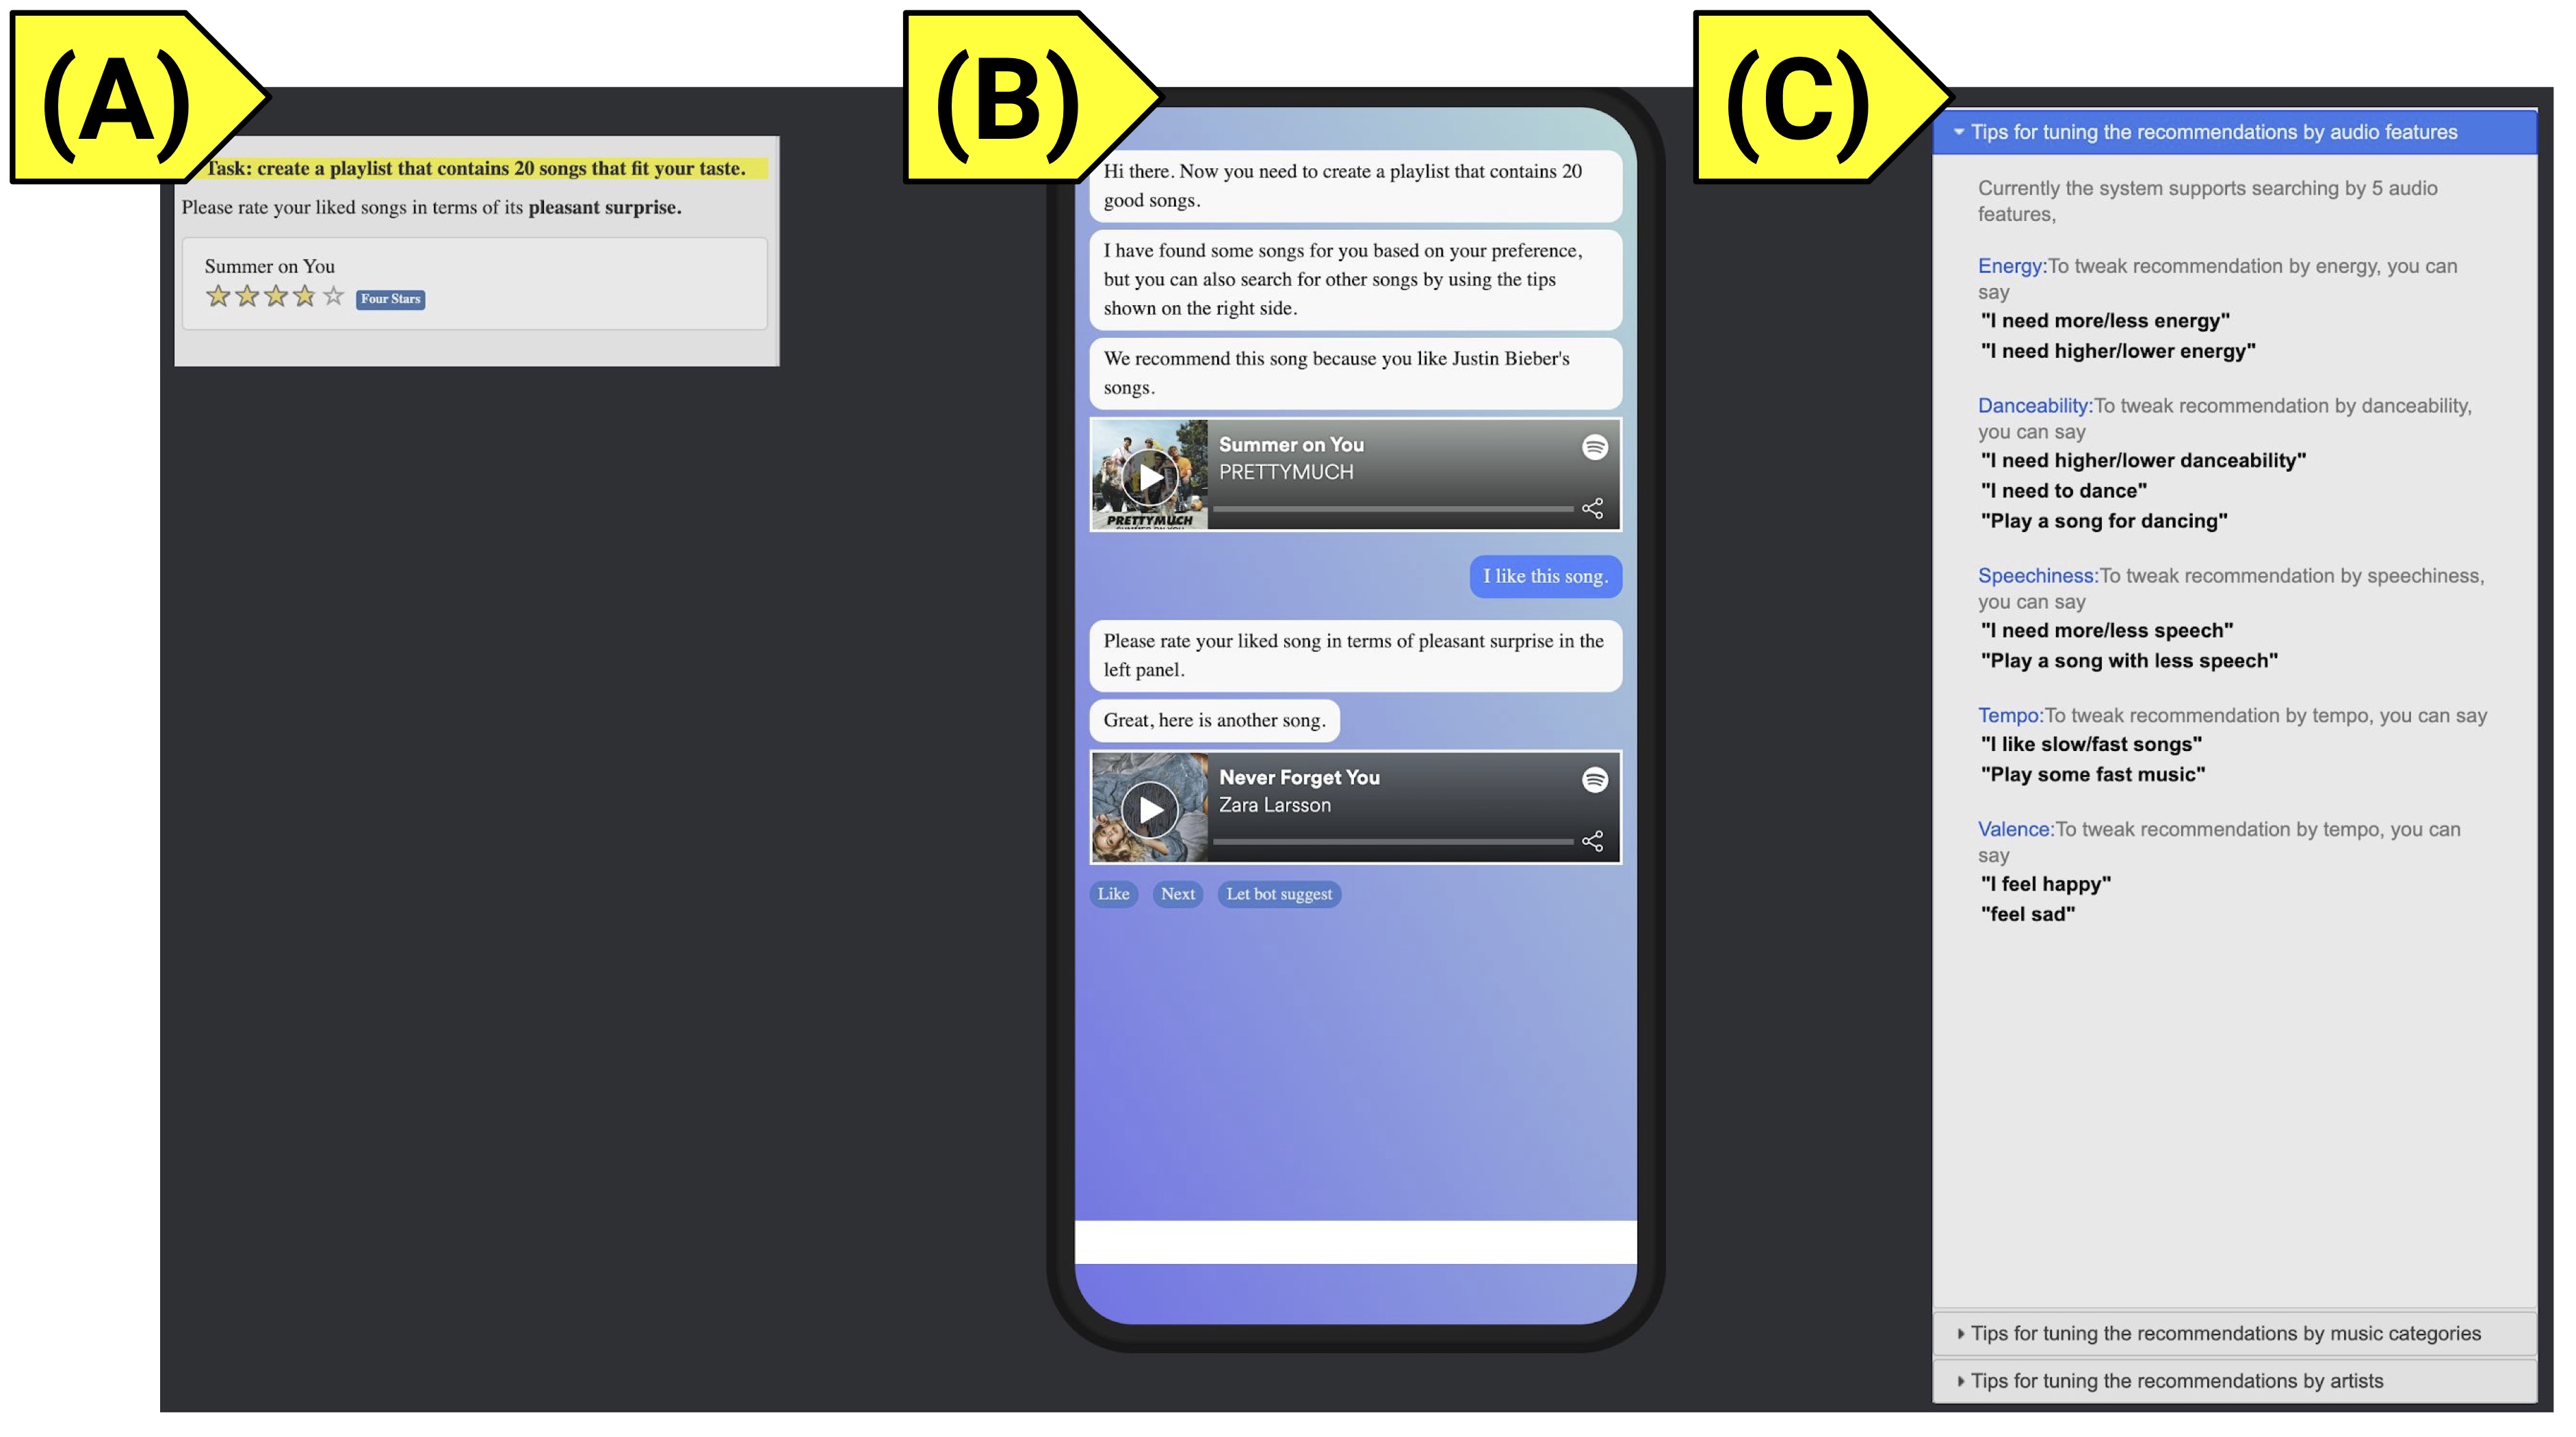 (A)
Task: create a playlist that contains 20 songs that fit your taste.
Please rate your liked songs in terms of its pleasant surprise.
Summer on You
Four Stars
(B)
Hi there. Now you need to create a playlist that contains 20
good songs.
I have found some songs for you based on your preference,
but you can also search for other songs by using the tips
shown on the right side.
We recommend this song because you like Justin Bieber's
songs.
Summer on You
PRETTYMUCH
PRETTYMUCH
I like this song.
Please rate your liked song in terms of pleasant surprise in the
left panel.
Great, here is another song.
Never Forget You
Zara Larsson
Like Next Let bot suggest
(C)
Tips for tuning the recommendations by audio features
Currently the system supports searching by 5 audio
features,
Energy:To tweak recommendation by energy, you can
say
"I need more/less energy"
"I need higher/lower energy"
Danceability:To tweak recommendation by danceability,
you can say
"I need higher/lower danceability"
"I need to dance"
"Play a song for dancing"
Speechiness:To tweak recommendation by speechiness,
you can say
"I need more/less speech"
"Play a song with less speech"
Tempo:To tweak recommendation by tempo, you can say
"I like slow/fast songs"
"Play some fast music"
Valence:To tweak recommendation by tempo, you can
say
"I feel happy"
"feel sad"
Tips for tuning the recommendations by music categories
Tips for tuning the recommendations by artists